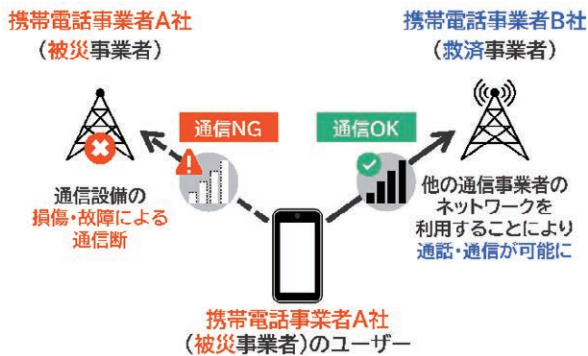 携帯電話事業者A社
(被災事業者)
携帯電話事業者B社
(救済事業者)
通信NG
通信OK
通信設備の
損傷・故障による
通信断
他の通信事業者の
ネットワークを
利用することにより
通話・通信が可能に
携帯電話事業者A社
(被災事業者)のユーザー